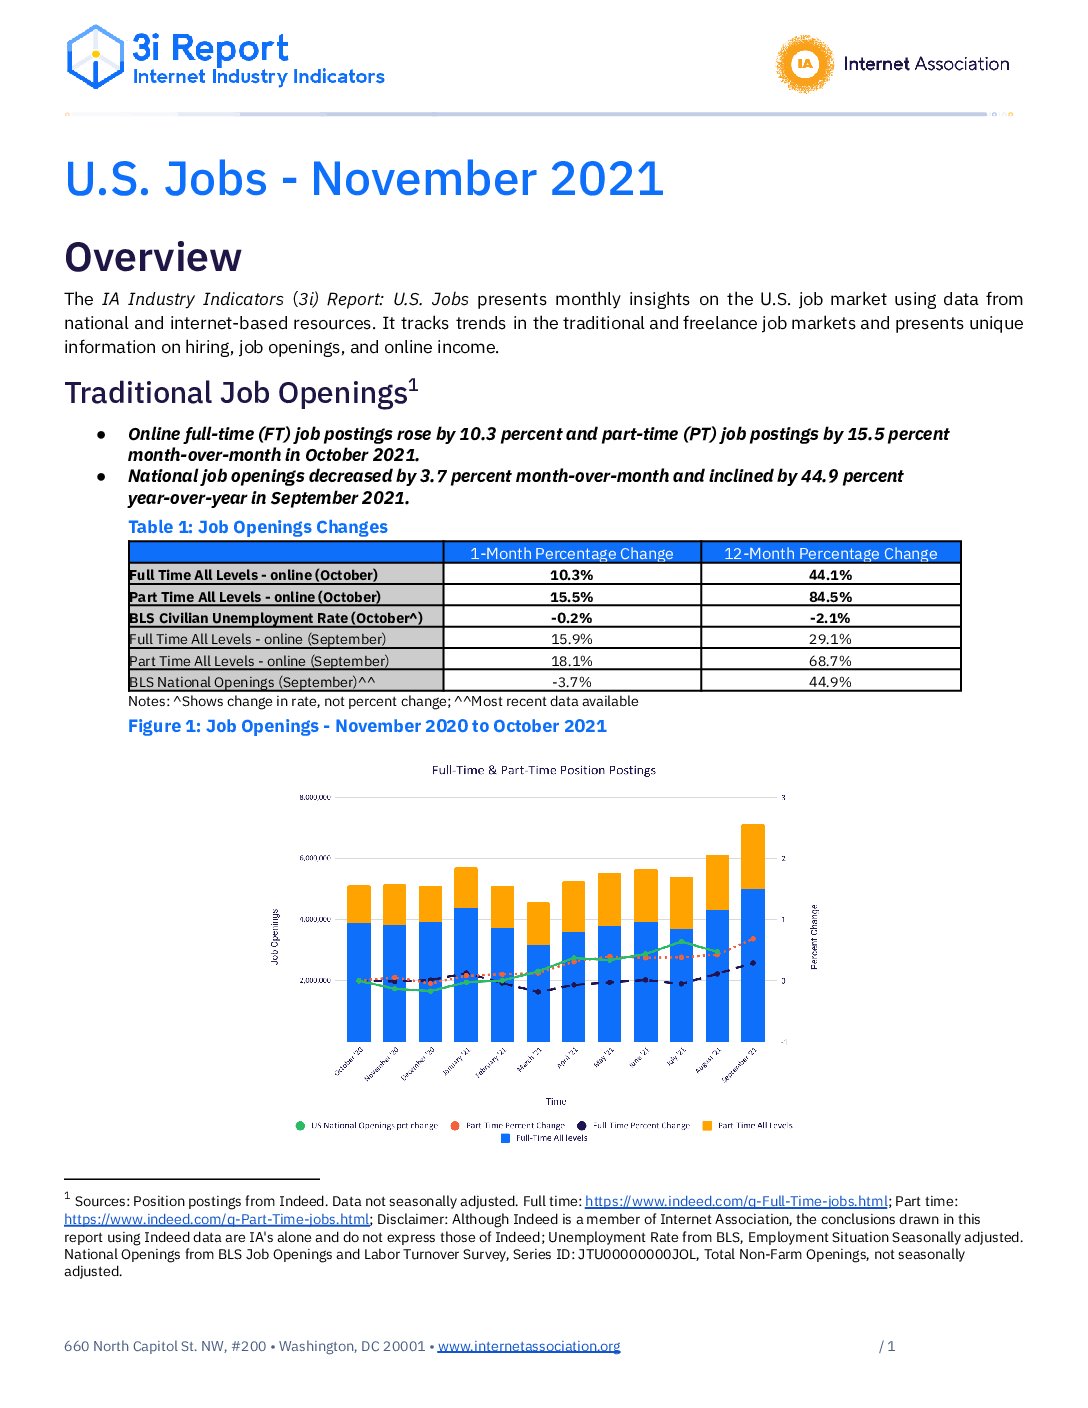 3i Report
Internet Industry Indicators
IA
Internet Association
U.S. Jobs - November 2021
Overview
The IA Industry Indicators (3i) Report: U.S. Jobs presents monthly insights on the U.S. job market using data from
national and internet-based resources. It tracks trends in the traditional and freelance job markets and presents unique
information on hiring, job openings, and online income.
Traditional Job Openings1
● Online full-time (FT) job postings rose by 10.3 percent and part-time (PT) job postings by 15.5 percent
month-over-month in October 2021.
● National job openings decreased by 3.7 percent month-over-month and inclined by 44.9 percent
year-over-year in September 2021.
Table 1: Job Openings Changes
1-Month Percentage Change 12-Month Percentage Change
Full Time All Levels - online (October) 10.3% 44.1%
Part Time All Levels - online (October) 15.5% 84.5%
BLS Civilian Unemployment Rate (October^) -0.2% -2.1%
Full Time All Levels - online (September) 15.9% 29.1%
Part Time All Levels - online (September) 18.1% 68.7%
BLS National Openings (September)^^ -3.7% 44.9%
Notes: ^Shows change in rate, not percent change; ^^Most recent data available
Figure 1: Job Openings - November 2020 to October 2021
Full-Time & Part-Time Position Postings
8,000,000 3
6,000,000 2
4,000,000 1
2,000,000 0
-1
Job Openings
Percent Change
October '20 November '20 December '20 January '21 February '21 March '21 April '21 May '21 June '21 July '21 August '21 September '21
Time
US National Openings pct change Part-Time Percent Change Full-Time Percent Change Part-Time All Levels
Full-Time All levels
1 Sources: Position postings from Indeed. Data not seasonally adjusted. Full time: https://www.indeed.com/q-Full-Time-jobs.html; Part time:
https://www.indeed.com/q-Part-Time-jobs.html; Disclaimer: Although Indeed is a member of Internet Association, the conclusions drawn in this
report using Indeed data are IA's alone and do not express those of Indeed; Unemployment Rate from BLS, Employment Situation Seasonally adjusted.
National Openings from BLS Job Openings and Labor Turnover Survey, Series ID: JTU00000000JOL, Total Non-Farm Openings, not seasonally
adjusted.
660 North Capitol St. NW, #200 • Washington, DC 20001 • www.internetassociation.org / 1